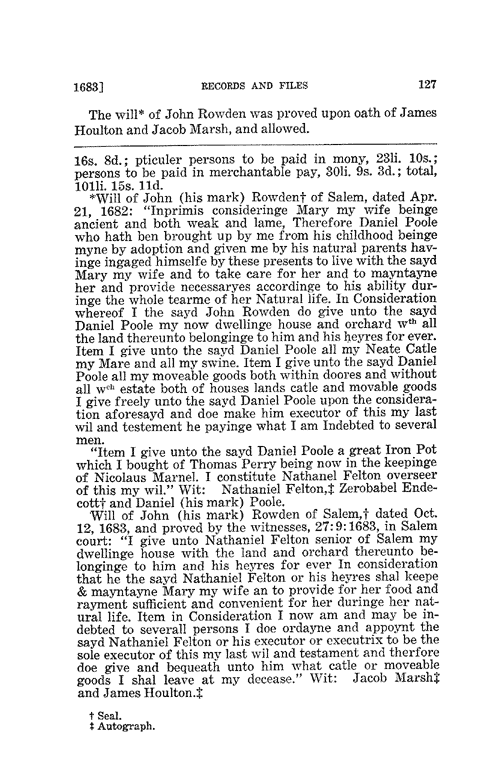 1683] RECORDS AND FILES 127
The will* of John Rowden was proved upon oath of James
Houlton and Jacob Marsh, and allowed.
16s. 8d.; pticuler persons to be paid in mony, 23li. 10s.;
persons to be paid in merchantable pay, 30li. 9s. 3d.; total,
101li. 15s. 11d.
*Will of John (his mark) Rowden† of Salem, dated Apr.
21, 1682: "Inprimis consideringe Mary my wife beinge
ancient and both weak and lame, Therefore Daniel Poole
who hath ben brought up by me from his childhood beinge
myne by adoption and given me by his natural parents hav-
inge ingaged himselfe by these presents to live with the sayd
Mary my wife and to take care for her and to mayntayne
her and provide necessaryes accordinge to his ability dur-
inge the whole tearme of her Natural life. In Consideration
whereof I the sayd John Rowden do give unto the sayd
Daniel Poole my now dwellinge house and orchard wth all
the land thereunto belonginge to him and his heyres for ever.
Item I give unto the sayd Daniel Poole all my Neate Catle
my Mare and all my swine. Item I give unto the sayd Daniel
Poole all my moveable goods both within doores and without
all wch estate both of houses lands catle and movable goods
I give freely unto the sayd Daniel Poole upon the considera-
tion aforesayd and doe make him executor of this my last
wil and testement he payinge what I am Indebted to several
men.
"Item I give unto the sayd Daniel Poole a great Iron Pot
which I bought of Thomas Perry being now in the keepinge
of Nicolaus Marnel. I constitute Nathanel Felton overseer
of this my wil." Wit: Nathaniel Felton,‡ Zerobabel Ende-
cott† and Daniel (his mark) Poole.
Will of John (his mark) Rowden of Salem,† dated Oct.
12, 1683, and proved by the witnesses, 27:9:1683, in Salem
court: "I give unto Nathaniel Felton senior of Salem my
dwellinge house with the land and orchard thereunto be-
longinge to him and his heyres for ever In consideration
that he the sayd Nathaniel Felton or his heyres shal keepe
& mayntayne Mary my wife an to provide for her food and
rayment sufficient and convenient for her duringe her nat-
ural life. Item in Consideration I now am and may be in-
debted to severall persons I doe ordayne and appoynt the
sayd Nathaniel Felton or his executor or executrix to be the
sole executor of this my last wil and testament and therfore
doe give and bequeath unto him what catle or moveable
goods I shal leave at my decease." Wit: Jacob Marsh‡
and James Houlton.‡
† Seal.
‡ Autograph.